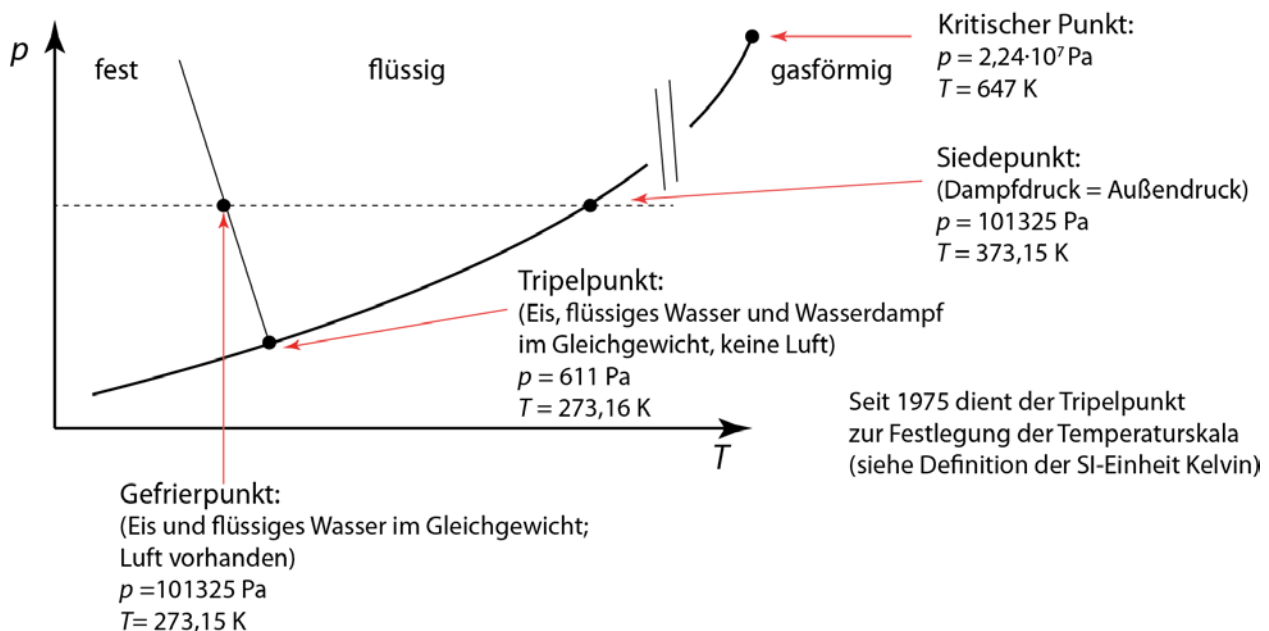 p
fest
flüssig
gasförmig
Kritischer Punkt:
p = 2,24·10⁷ Pa
T = 647 K
Siedepunkt:
(Dampfdruck = Außendruck)
p = 101325 Pa
T = 373,15 K
Tripelpunkt:
(Eis, flüssiges Wasser und Wasserdampf
im Gleichgewicht, keine Luft)
p = 611 Pa
T = 273,16 K
Seit 1975 dient der Tripelpunkt
zur Festlegung der Temperaturskala
(siehe Definition der SI-Einheit Kelvin)
T
Gefrierpunkt:
(Eis und flüssiges Wasser im Gleichgewicht;
Luft vorhanden)
p =101325 Pa
T= 273,15 K